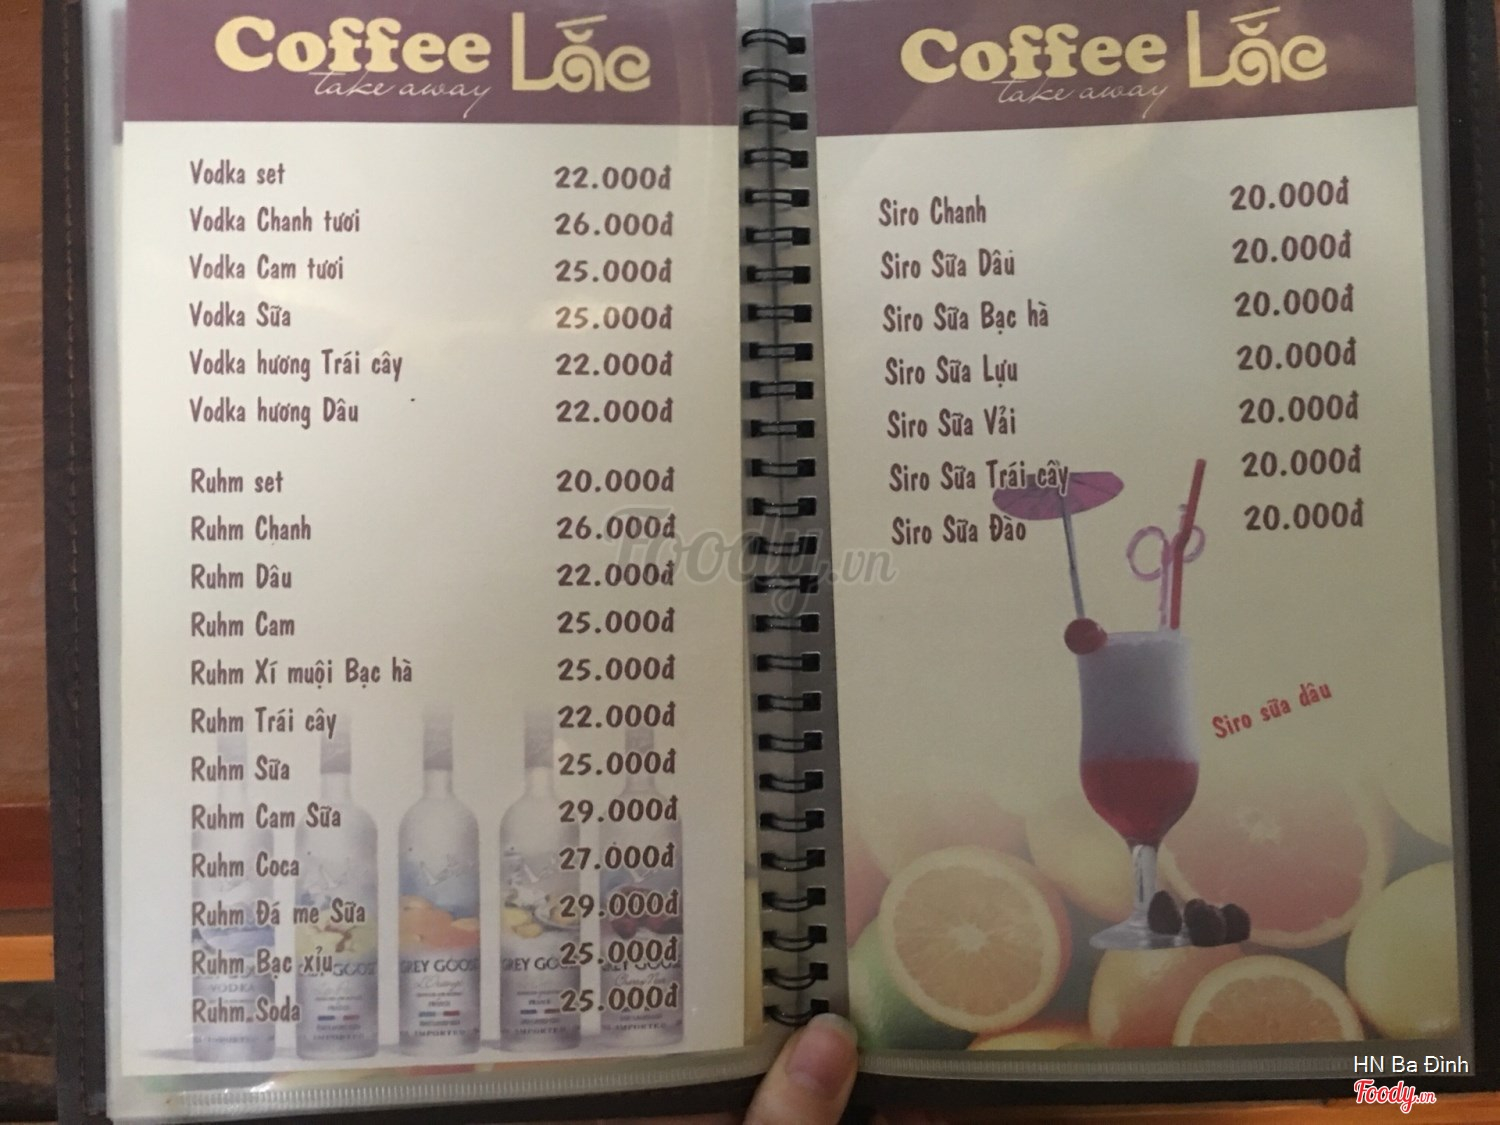 Coffee Lắc
take away
Vodka set 22.000đ
Vodka Chanh tươi 26.000đ
Vodka Cam tươi 25.000đ
Vodka Sữa 25.000đ
Vodka hương Trái cây 22.000đ
Vodka hương Dâu 22.000đ
Ruhm set 20.000đ
Ruhm Chanh 26.000đ
Ruhm Dâu 22.000đ
Ruhm Cam 25.000đ
Ruhm Xí muội Bạc hà 25.000đ
Ruhm Trái cây 22.000đ
Ruhm Sữa 25.000đ
Ruhm Cam Sữa 29.000đ
Ruhm Coca 27.000đ
Ruhm Đá me Sữa 29.000đ
Ruhm Bạc xỉu 25.000đ
Ruhm Soda 25.000đ
GREY GOOSE
VODKA
IMPORTED
Coffee Lắc
take away
Siro Chanh 20.000đ
Siro Sữa Dâu 20.000đ
Siro Sữa Bạc hà 20.000đ
Siro Sữa Lựu 20.000đ
Siro Sữa Vải 20.000đ
Siro Sữa Trái cây 20.000đ
Siro Sữa Đào 20.000đ
Siro sữa dâu
Foody.vn
HN Ba Đình
Foody.vn